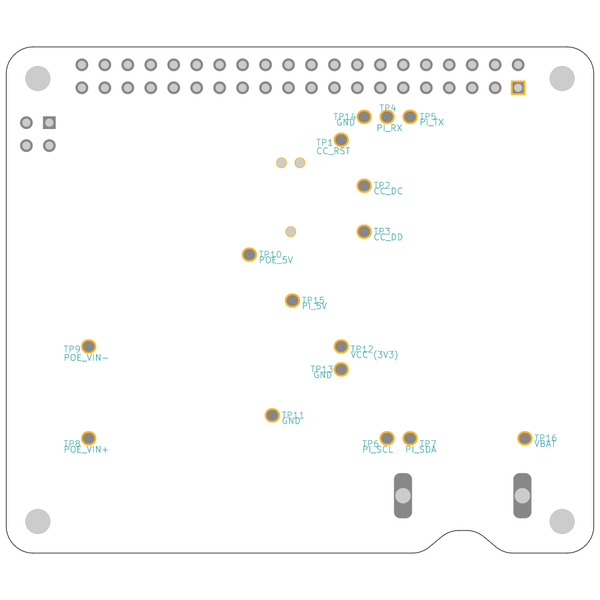 TP4
TP14
TP5
GND
PI_TX
PI_RX
TP1
CC_RST
TP2
CC_DC
TP3
CC_DD
TP10
POE_5V
TP15
PI_5V
TP9
POE_VIN-
TP12
VCC (3V3)
TP13
GND
TP11
GND
TP8
POE_VIN+
TP6
PI_SCL
TP7
PI_SDA
TP16
VBAT